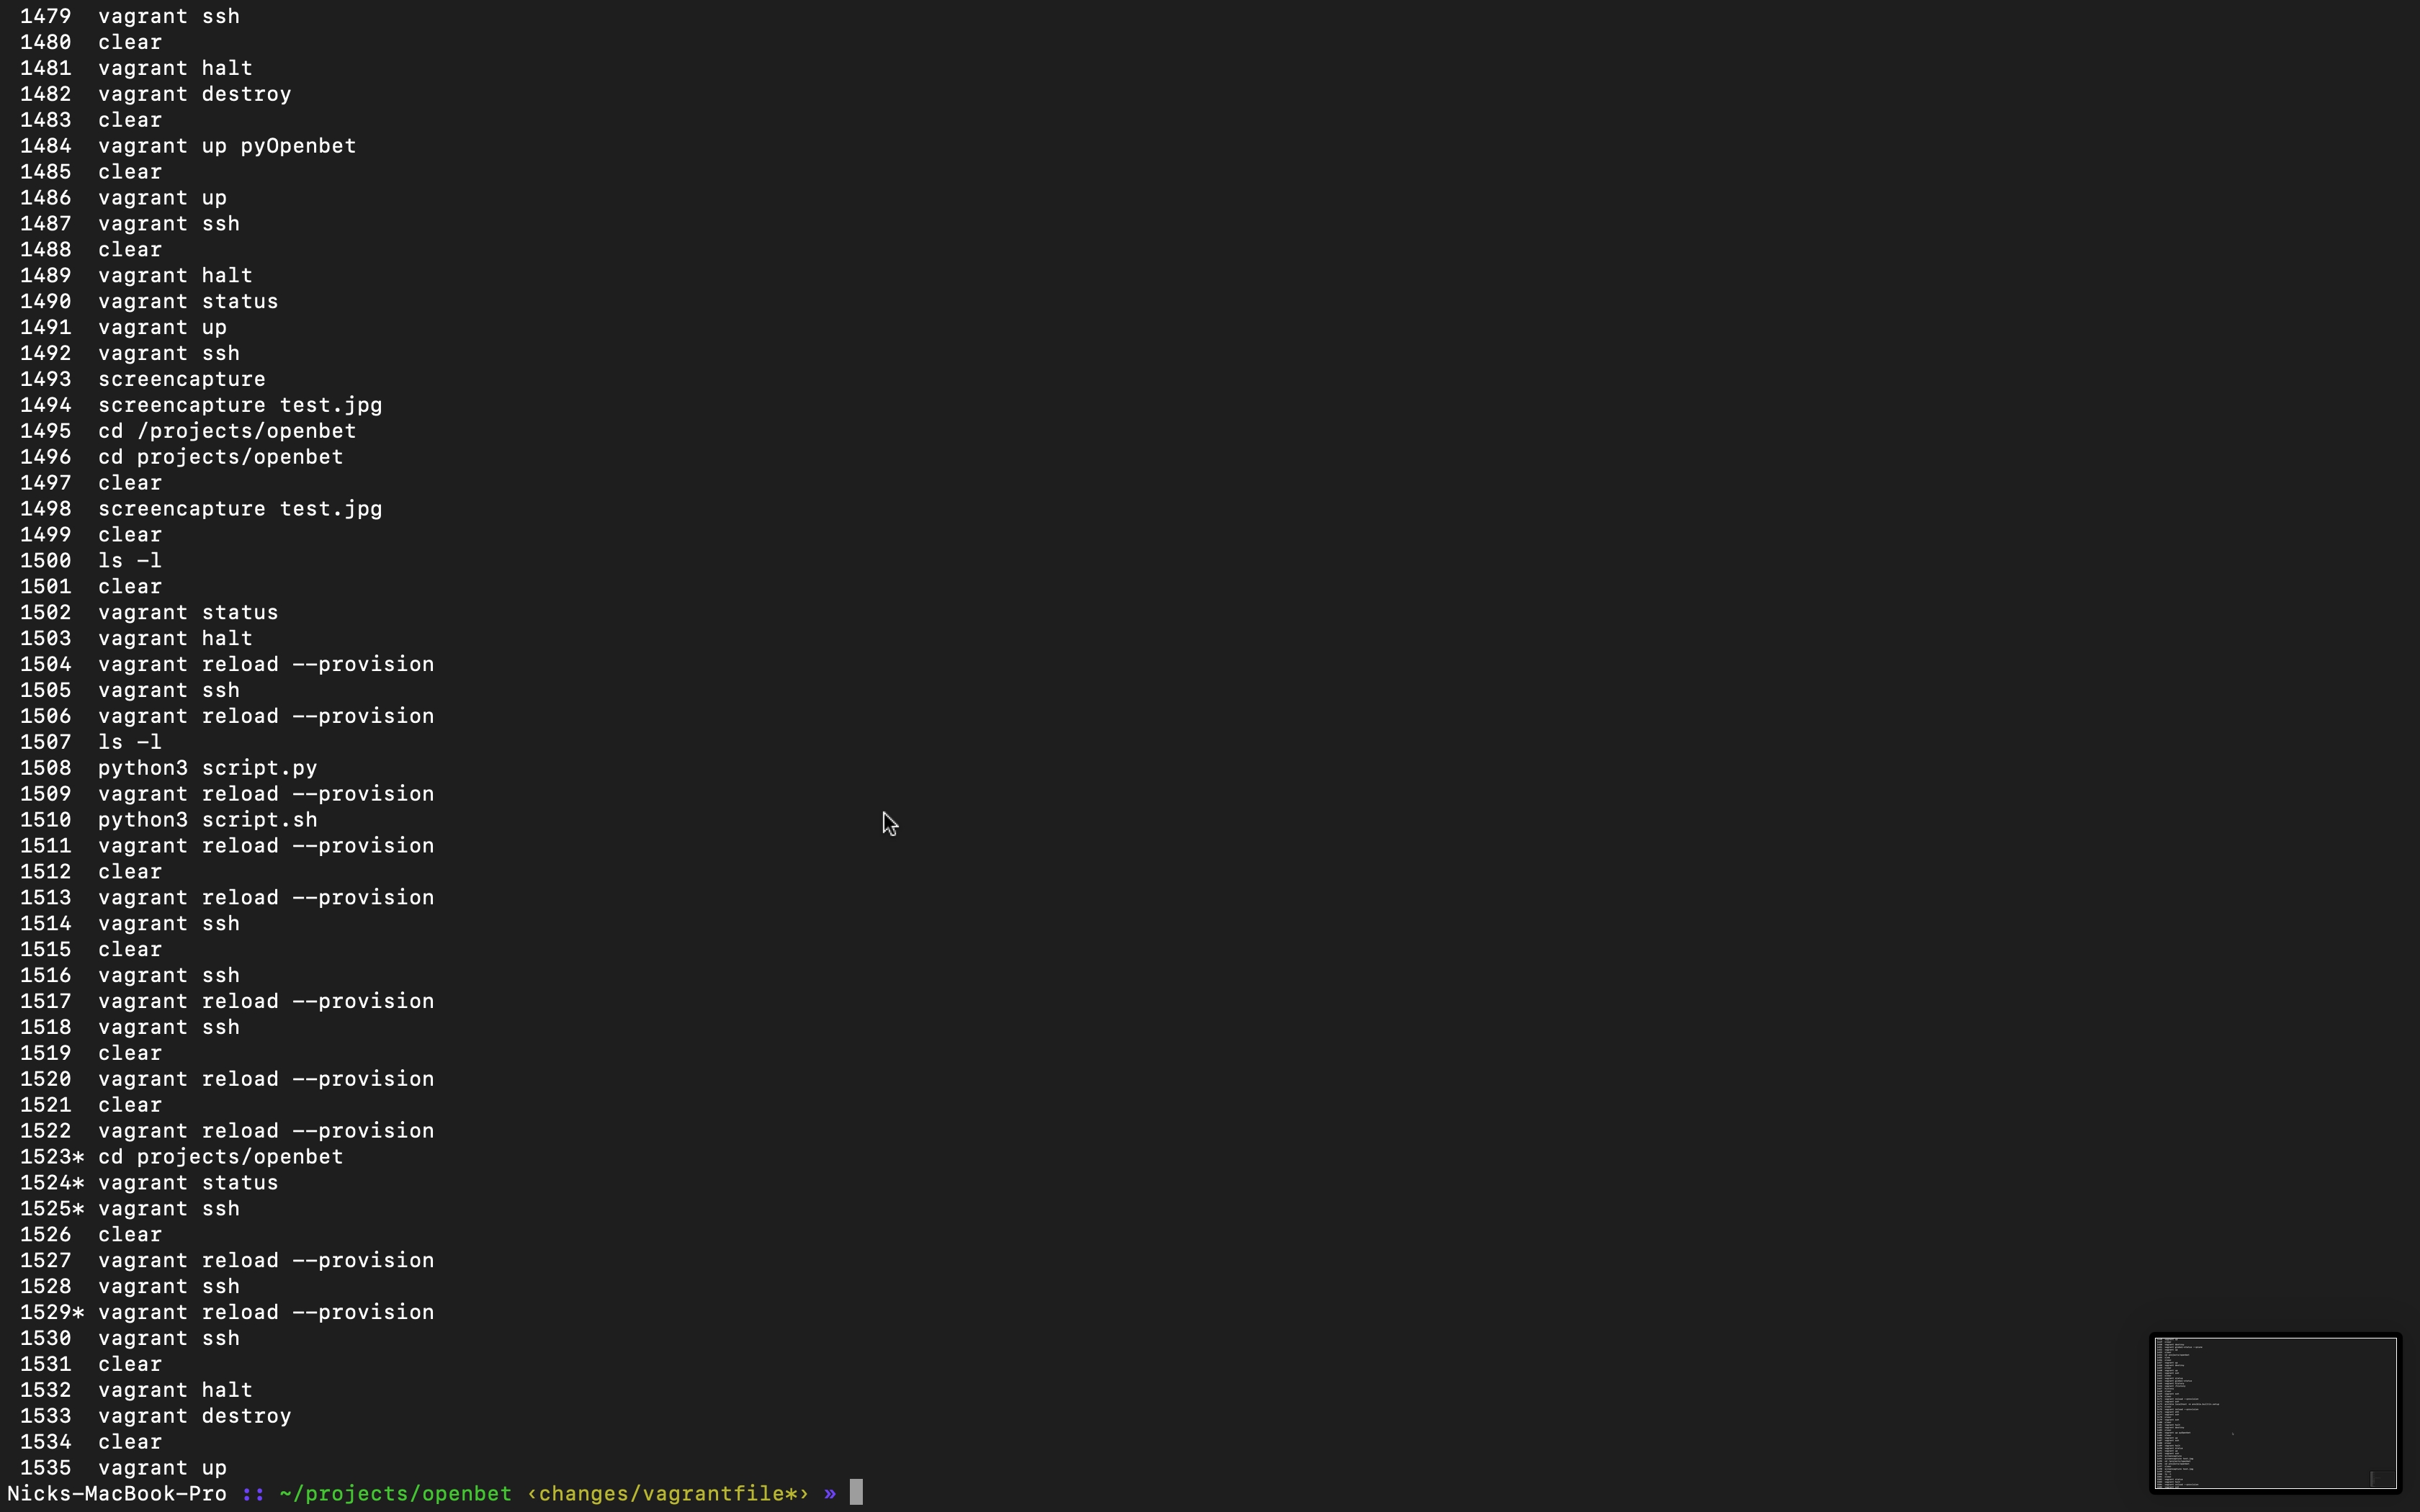 1479 vagrant ssh
1480 clear
1481 vagrant halt
1482 vagrant destroy
1483 clear
1484 vagrant up pyOpenbet
1485 clear
1486 vagrant up
1487 vagrant ssh
1488 clear
1489 vagrant halt
1490 vagrant status
1491 vagrant up
1492 vagrant ssh
1493 screencapture
1494 screencapture test.jpg
1495 cd /projects/openbet
1496 cd projects/openbet
1497 clear
1498 screencapture test.jpg
1499 clear
1500 ls -l
1501 clear
1502 vagrant status
1503 vagrant halt
1504 vagrant reload --provision
1505 vagrant ssh
1506 vagrant reload --provision
1507 ls -l
1508 python3 script.py
1509 vagrant reload --provision
1510 python3 script.sh
1511 vagrant reload --provision
1512 clear
1513 vagrant reload --provision
1514 vagrant ssh
1515 clear
1516 vagrant ssh
1517 vagrant reload --provision
1518 vagrant ssh
1519 clear
1520 vagrant reload --provision
1521 clear
1522 vagrant reload --provision
1523* cd projects/openbet
1524* vagrant status
1525* vagrant ssh
1526 clear
1527 vagrant reload --provision
1528 vagrant ssh
1529* vagrant reload --provision
1530 vagrant ssh
1531 clear
1532 vagrant halt
1533 vagrant destroy
1534 clear
1535 vagrant up
Nicks-MacBook-Pro :: ~/projects/openbet ‹changes/vagrantfile*› »